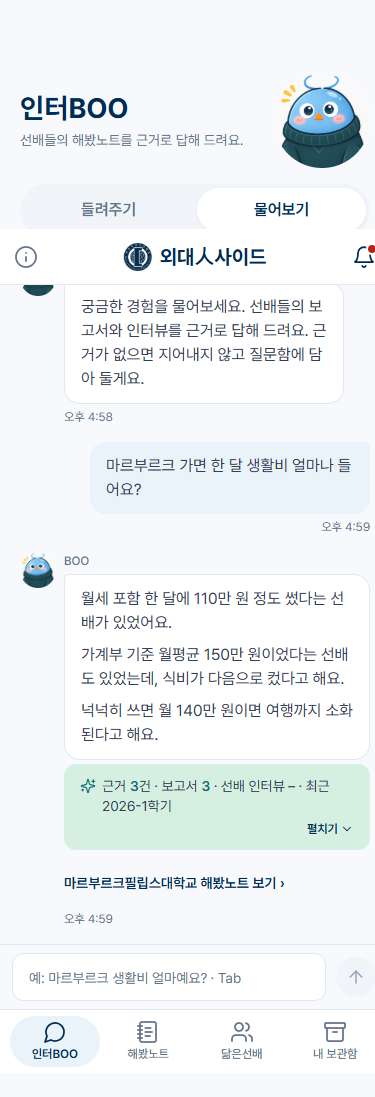 인터BOO
선배들의 해봤노트를 근거로 답해 드려요.
들려주기
물어보기
외대人사이드
궁금한 경험을 물어보세요. 선배들의 보
고서와 인터뷰를 근거로 답해 드려요. 근
거가 없으면 지어내지 않고 질문함에 담
아 둘게요.
오후 4:58
마르부르크 가면 한 달 생활비 얼마나 들
어요?
오후 4:59
BOO
월세 포함 한 달에 110만 원 정도 썼다는 선
배가 있었어요.
가계부 기준 월평균 150만 원이었다는 선배
도 있었는데, 식비가 다음으로 컸다고 해요.
넉넉히 쓰면 월 140만 원이면 여행까지 소화
된다고 해요.
근거 3건 · 보고서 3 · 선배 인터뷰 – · 최근
2026-1학기
펼치기
마르부르크필립스대학교 해봤노트 보기 ›
오후 4:59
예: 마르부르크 생활비 얼마예요? · Tab
인터BOO
해봤노트
닮은선배
내 보관함